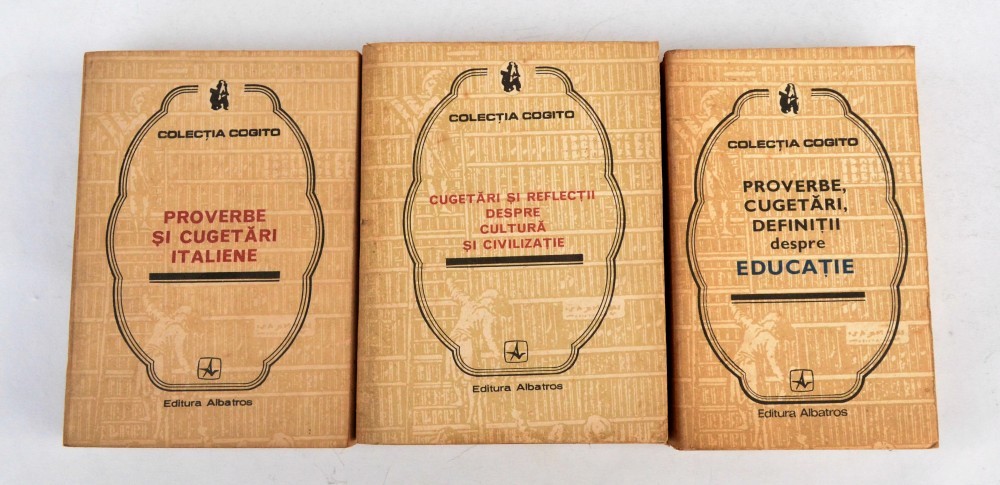 COLECȚIA COGITO
PROVERBE
ȘI CUGETĂRI
ITALIENE
Editura Albatros
COLECȚIA COGITO
CUGETĂRI ȘI REFLECȚII
DESPRE
CULTURĂ
ȘI CIVILIZAȚIE
Editura Albatros
COLECȚIA COGITO
PROVERBE,
CUGETĂRI,
DEFINIȚII
despre
EDUCAȚIE
Editura Albatros